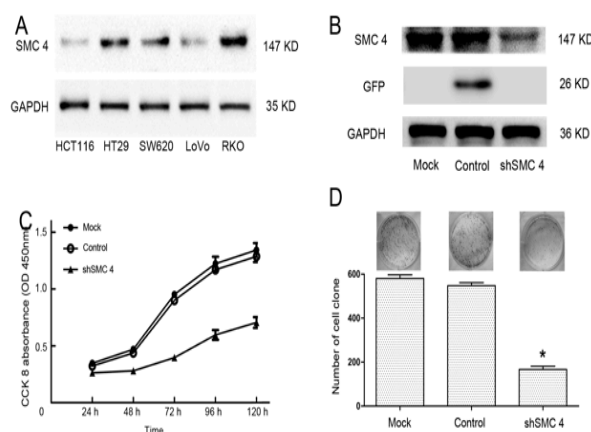 A
SMC 4
147 KD
GAPDH
35 KD
HCT116 HT29 SW620 LoVo RKO
B
SMC 4
147 KD
GFP
26 KD
GAPDH
36 KD
Mock Control shSMC 4
C
CCK 8 absorbance (OD 450nm)
1.5
1.0
0.5
0
Mock
Control
shSMC 4
24 h 48 h 72 h 96 h 120 h
Time
D
Number of cell clone
600
400
200
0
*
Mock Control shSMC 4